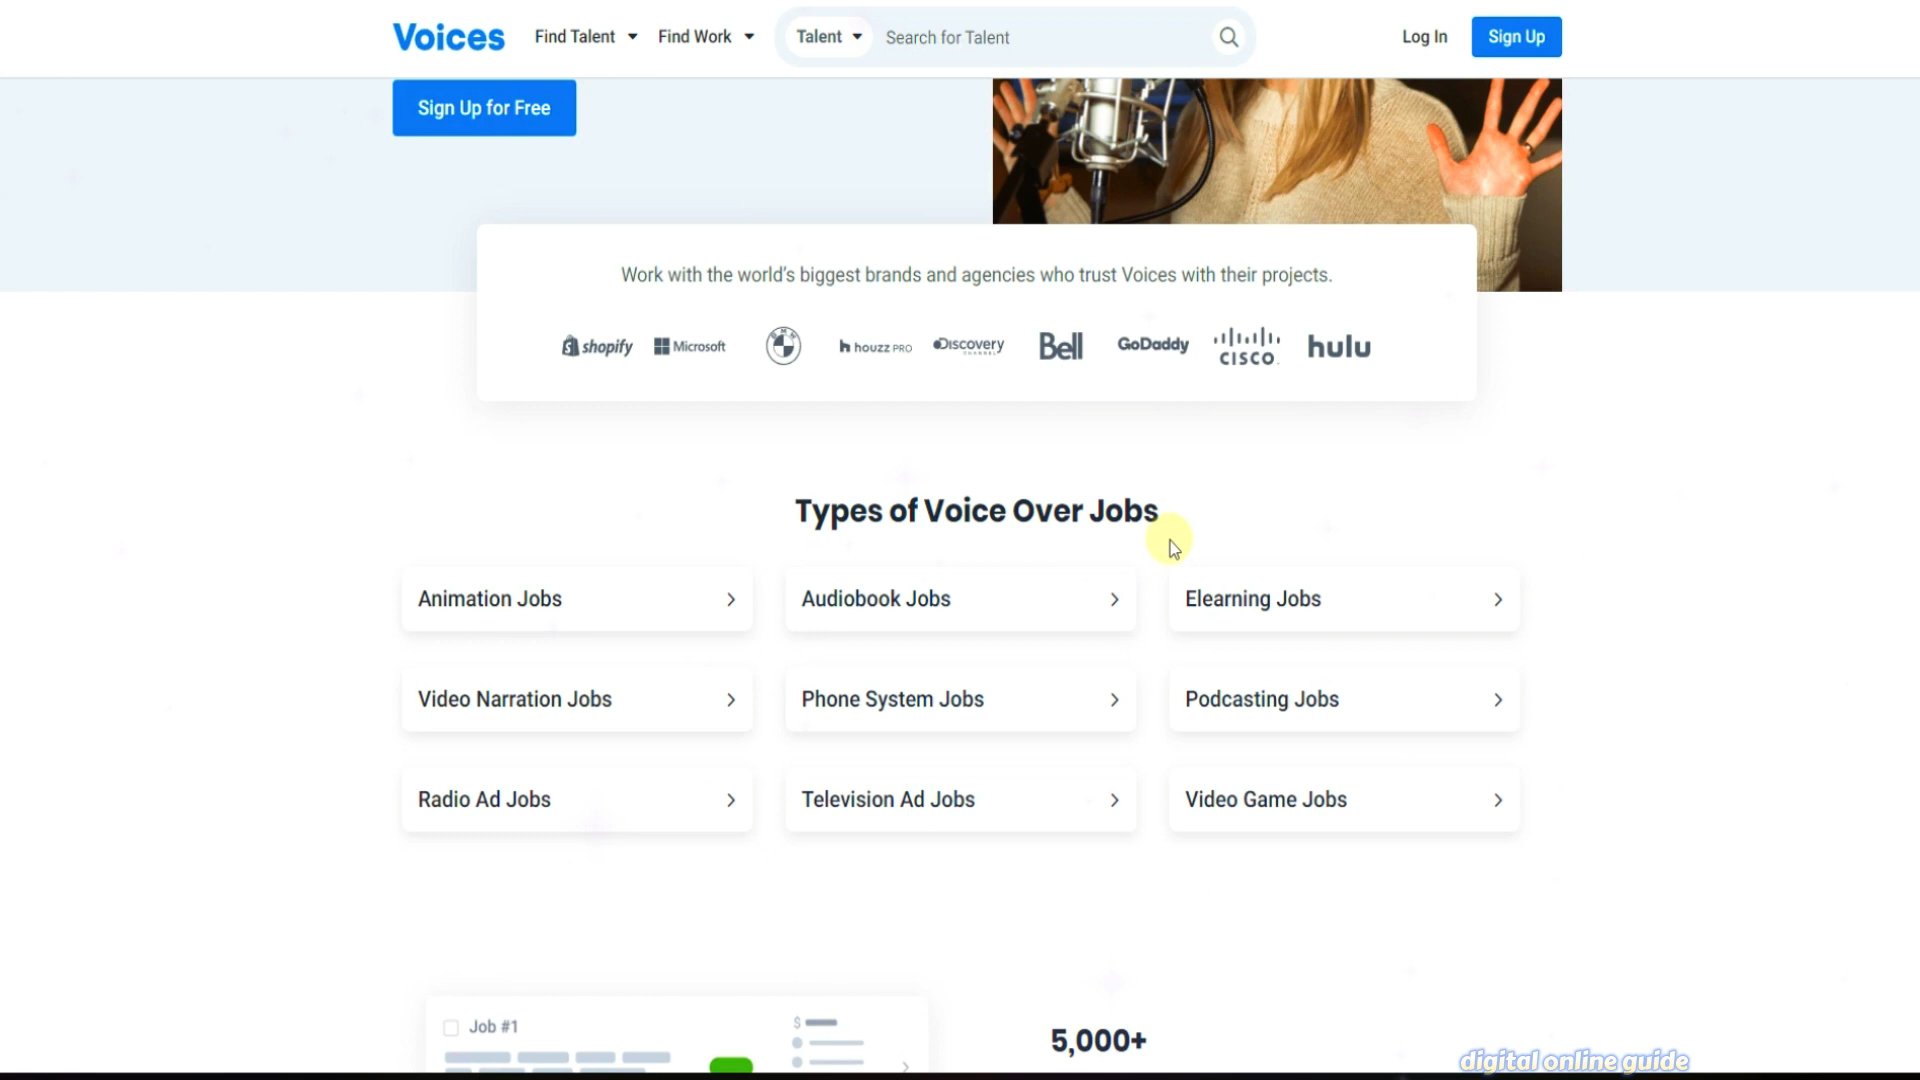 Voices Find Talent Find Work Talent Search for Talent Log In Sign Up
Sign Up for Free
Work with the world's biggest brands and agencies who trust Voices with their projects.
shopify Microsoft BMW houzz PRO Discovery CHANNEL Bell GoDaddy CISCO hulu
Types of Voice Over Jobs
Animation Jobs Audiobook Jobs Elearning Jobs
Video Narration Jobs Phone System Jobs Podcasting Jobs
Radio Ad Jobs Television Ad Jobs Video Game Jobs
Job #1 $
5,000+
digital online guide